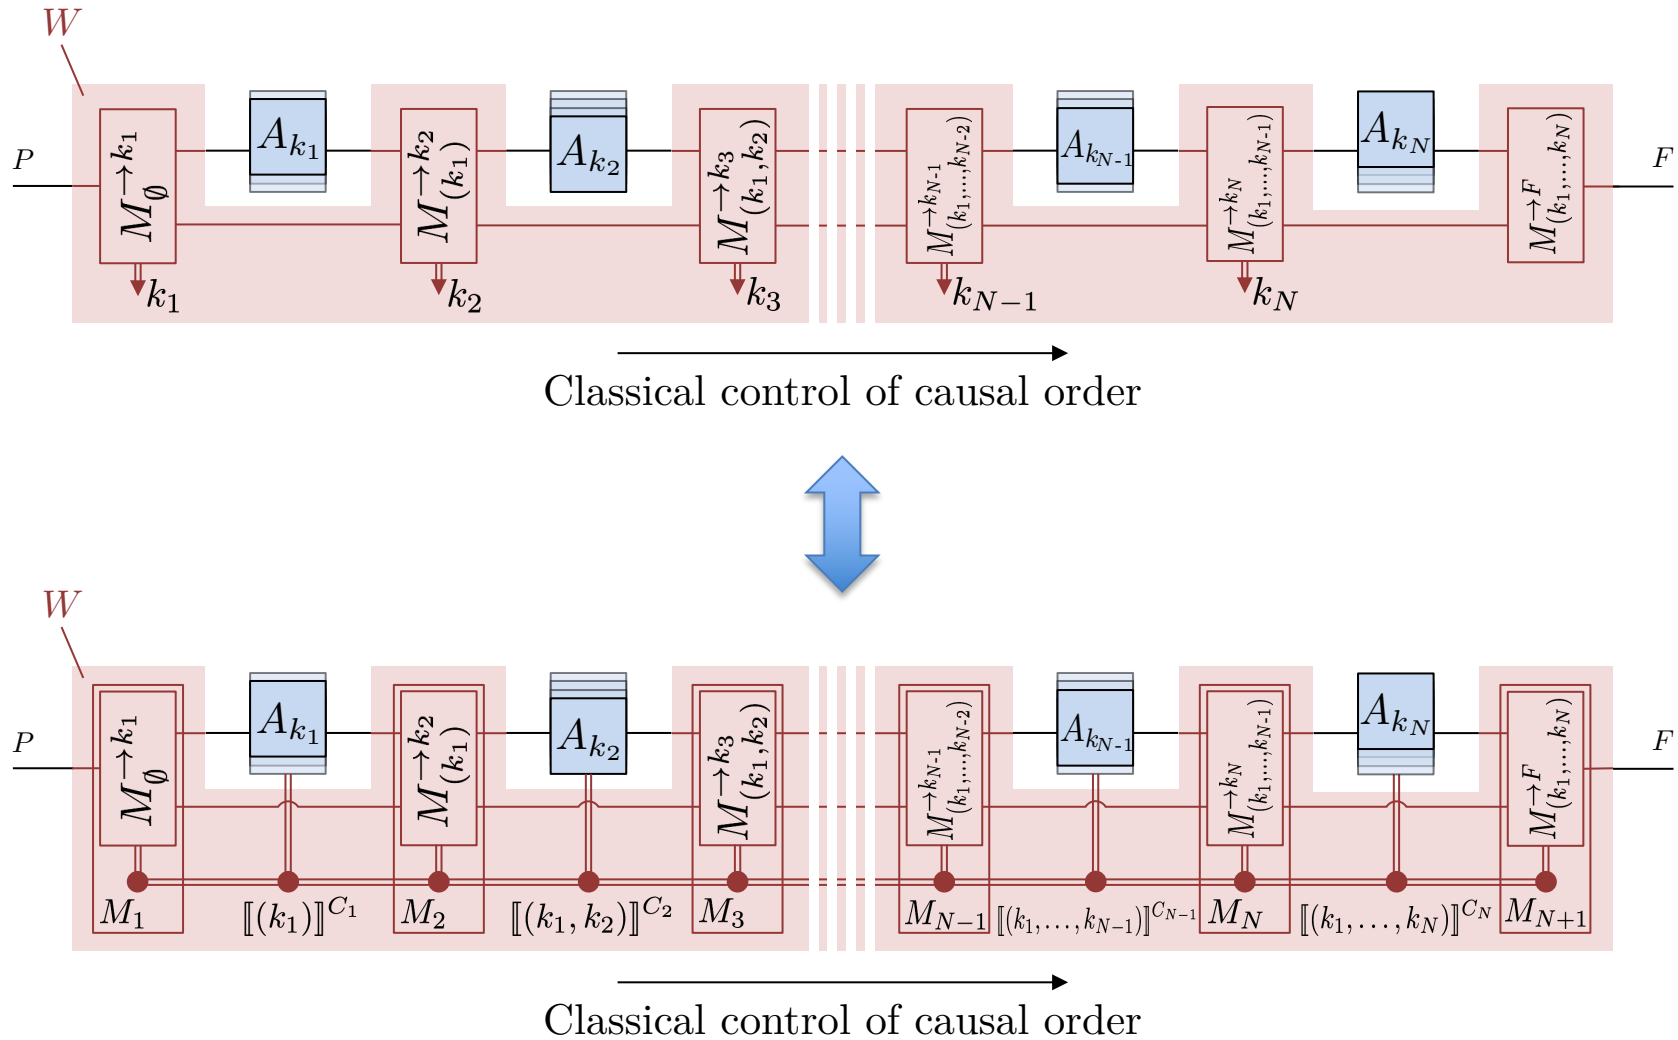 W
P
M_∅^{→k_1}
A_{k_1}
M_{(k_1)}^{→k_2}
A_{k_2}
M_{(k_1,k_2)}^{→k_3}
M_{(k_1,...,k_{N-2})}^{→k_{N-1}}
A_{k_{N-1}}
M_{(k_1,...,k_{N-1})}^{→k_N}
A_{k_N}
M_{(k_1,...,k_N)}^{→F}
F
k_1
k_2
k_3
k_{N-1}
k_N
Classical control of causal order
W
P
M_∅^{→k_1}
A_{k_1}
M_{(k_1)}^{→k_2}
A_{k_2}
M_{(k_1,k_2)}^{→k_3}
M_{(k_1,...,k_{N-2})}^{→k_{N-1}}
A_{k_{N-1}}
M_{(k_1,...,k_{N-1})}^{→k_N}
A_{k_N}
M_{(k_1,...,k_N)}^{→F}
F
M_1
⟦(k_1)⟧^{C_1}
M_2
⟦(k_1,k_2)⟧^{C_2}
M_3
M_{N-1}
⟦(k_1,...,k_{N-1})⟧^{C_{N-1}}
M_N
⟦(k_1,...,k_N)⟧^{C_N}
M_{N+1}
Classical control of causal order